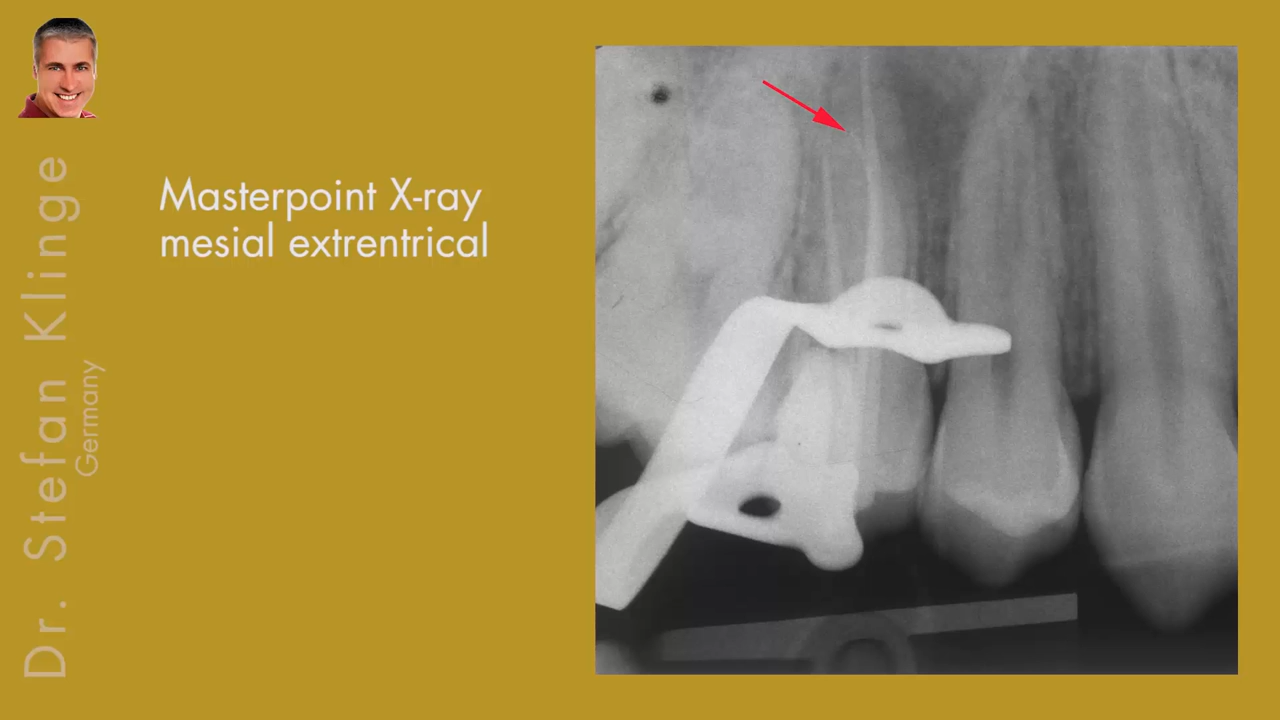 Masterpoint X-ray
mesial extrentrical
Dr. Stefan Klinge
Germany